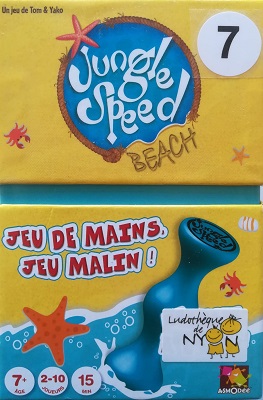 Un jeu de Tom & Yako
7
Jungle
Speed
BEACH
JEU DE MAINS,
JEU MALIN !
Ludothèque
de
NYON
7+
ÂGE
2-10
JOUEURS
15
MIN
ASMODEE